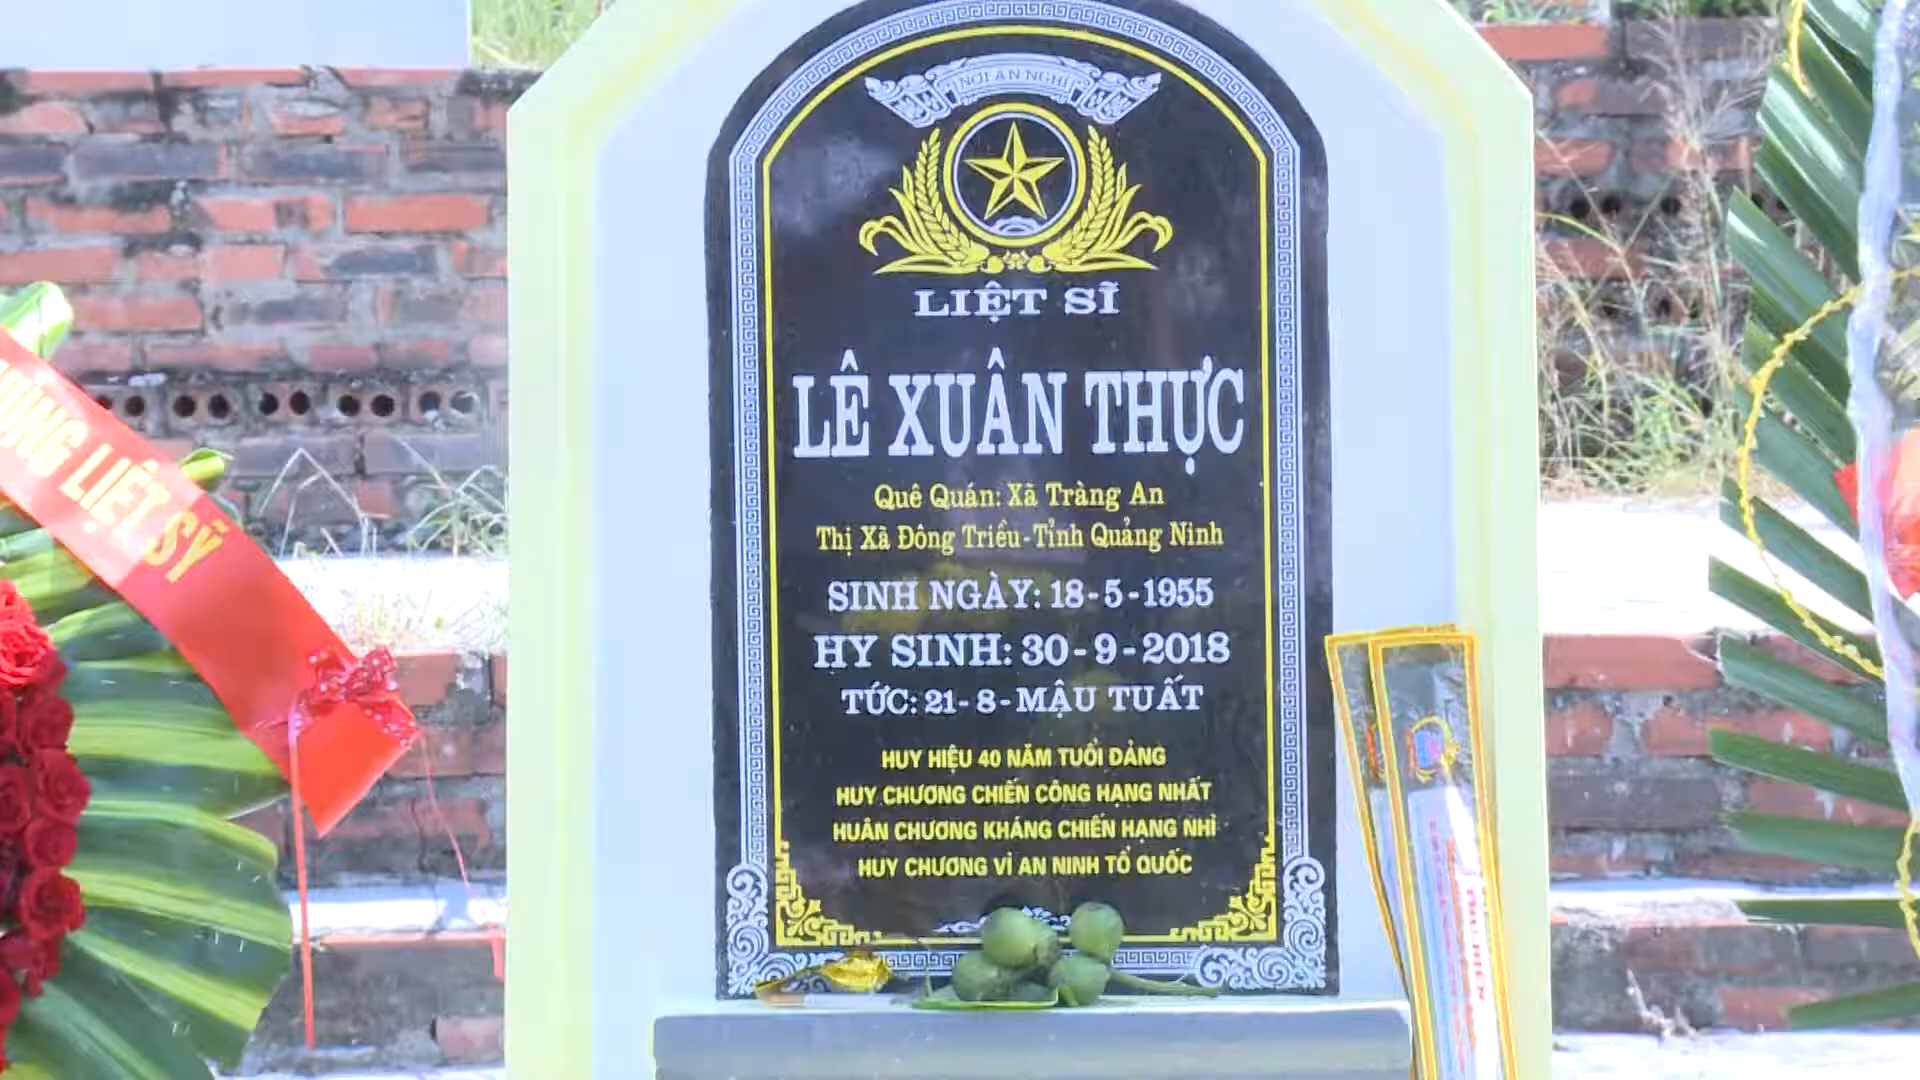 NƠI AN NGHỈ
LIỆT SĨ
LÊ XUÂN THỰC
Quê Quán: Xã Tràng An
Thị Xã Đông Triều-Tỉnh Quảng Ninh
SINH NGÀY: 18-5-1955
HY SINH: 30-9-2018
TỨC: 21-8-MẬU TUẤT
HUY HIỆU 40 NĂM TUỔI ĐẢNG
HUY CHƯƠNG CHIẾN CÔNG HẠNG NHẤT
HUÂN CHƯƠNG KHÁNG CHIẾN HẠNG NHÌ
HUY CHƯƠNG VÌ AN NINH TỔ QUỐC
LIỆT SỸ